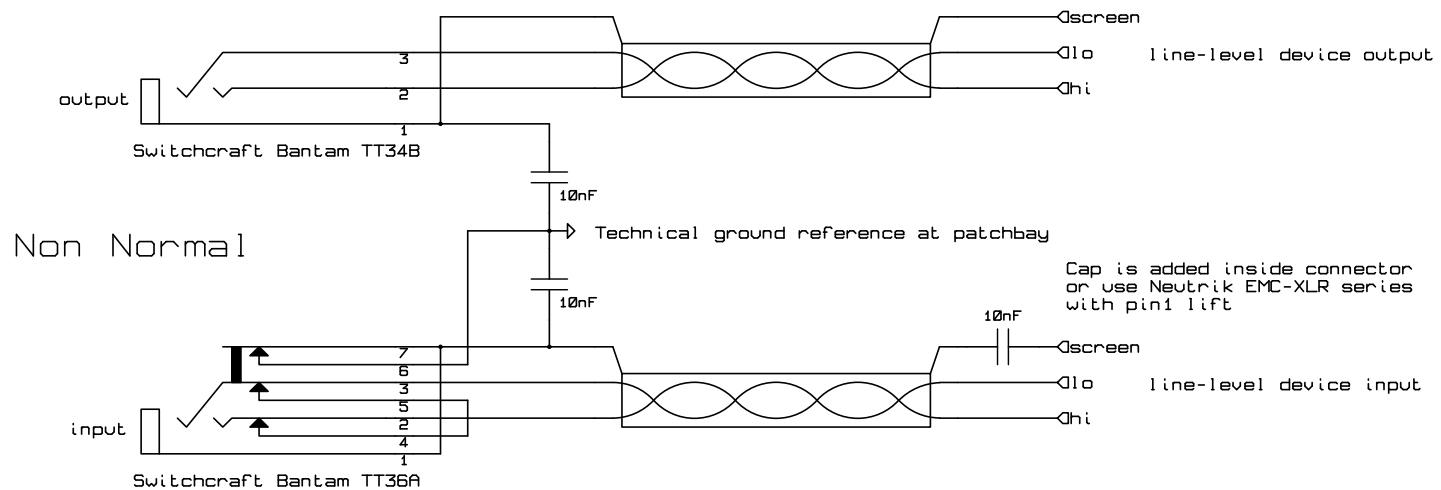 screen
3
lo line-level device output
2
hi
output
1
Switchcraft Bantam TT34B
10nF
Non Normal
Technical ground reference at patchbay
Cap is added inside connector
or use Neutrik EMC-XLR series
with pin1 lift
10nF
10nF
7
screen
6
3
lo line-level device input
5
2
hi
input
4
1
Switchcraft Bantam TT36A